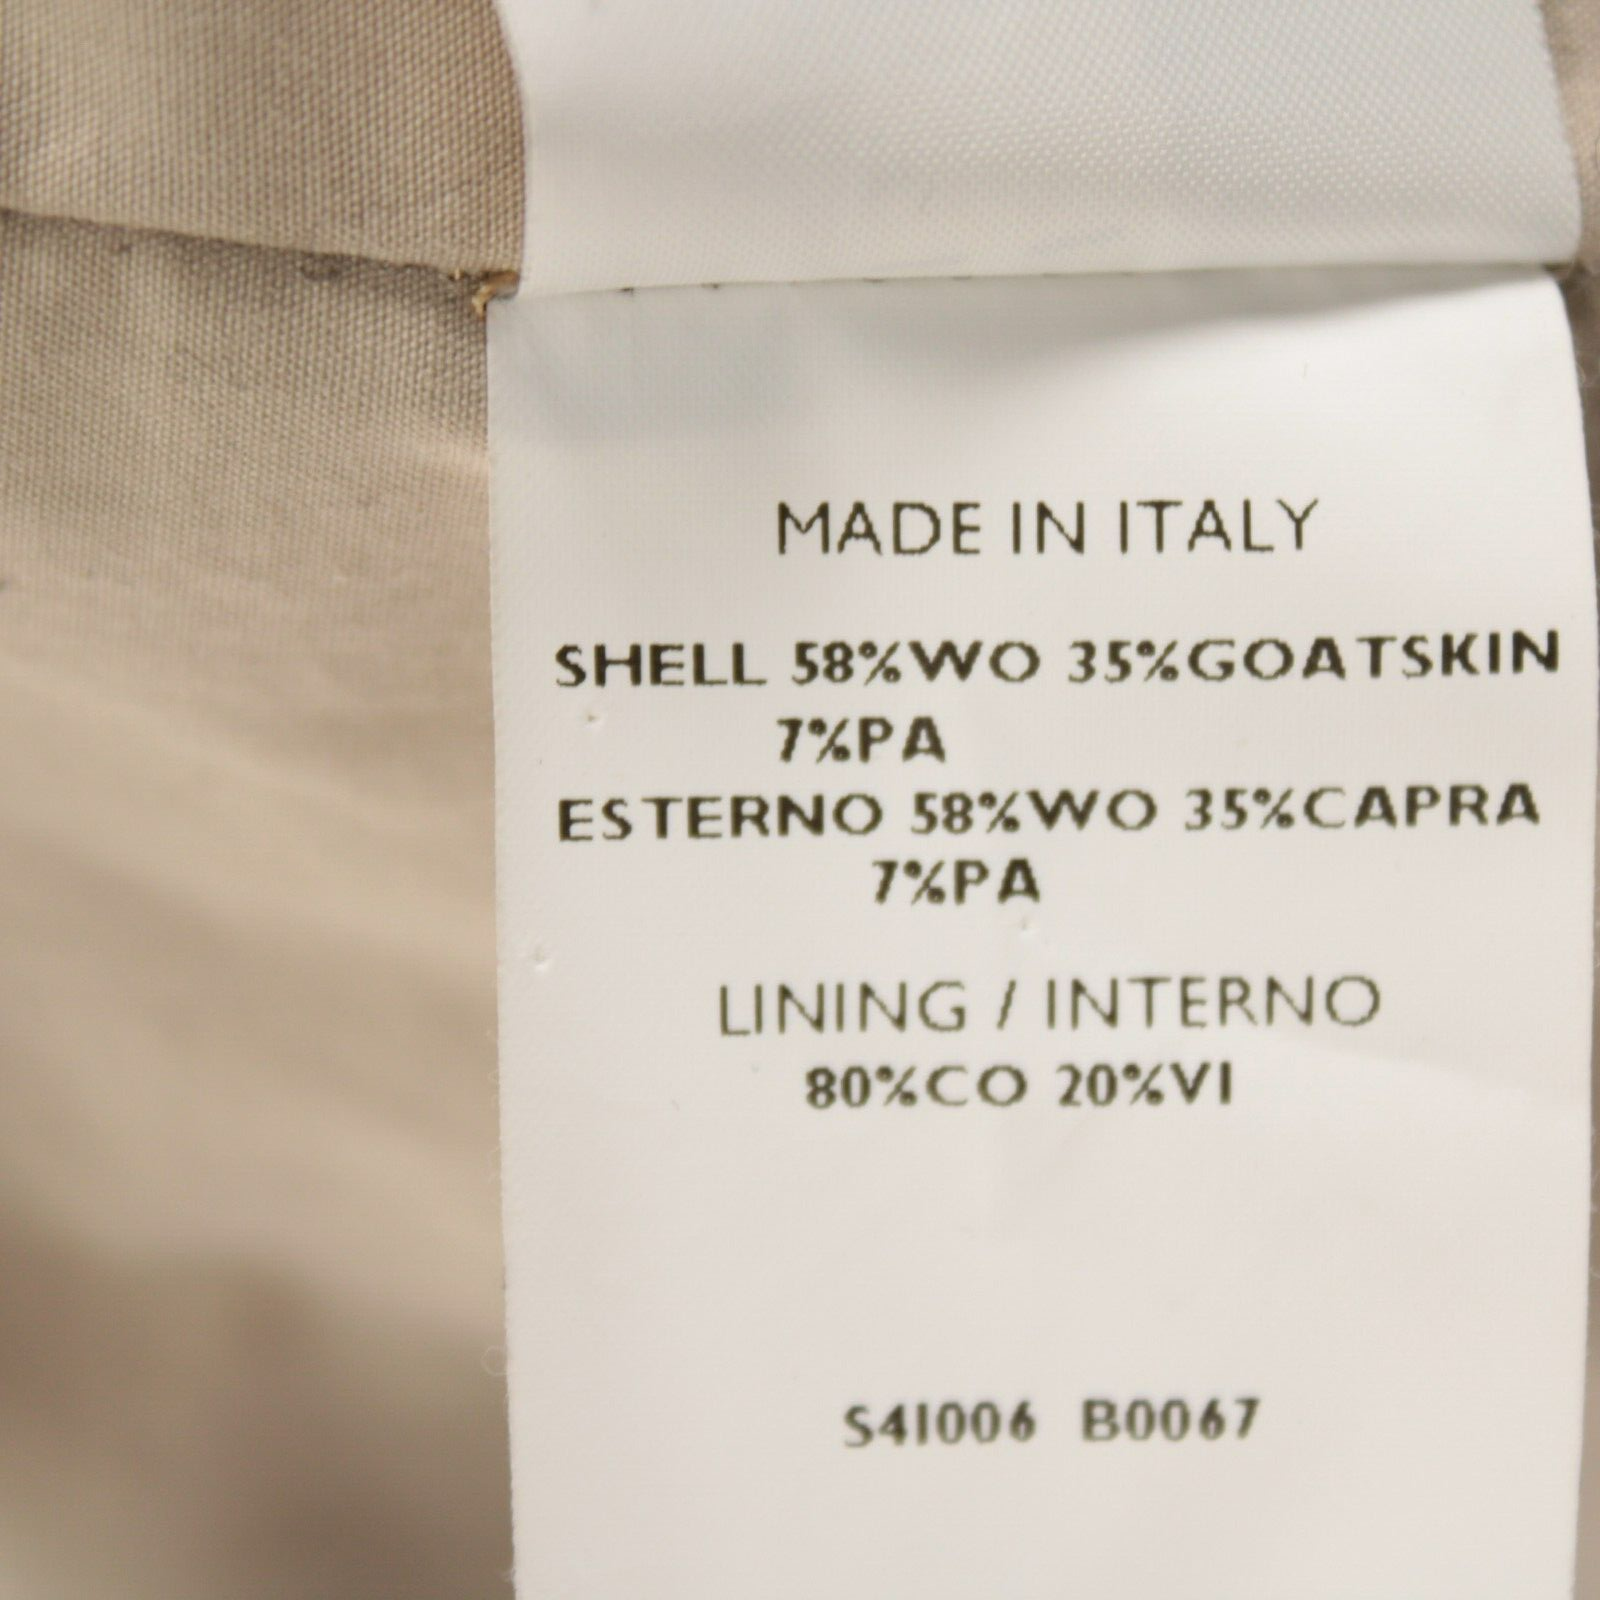 MADE IN ITALY
SHELL 58%WO 35%GOATSKIN
7%PA
ESTERNO 58%WO 35%CAPRA
7%PA
LINING / INTERNO
80%CO 20%VI
S41006 B0067